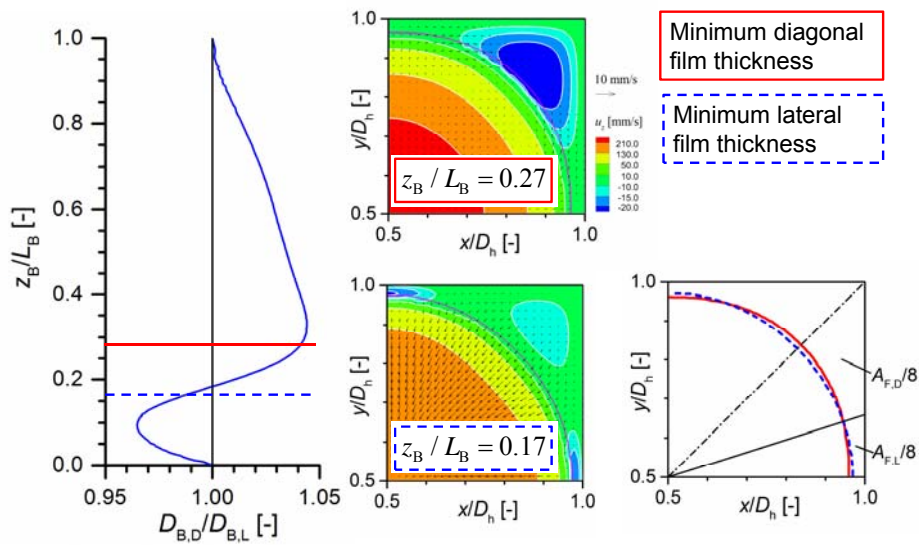 1.0
0.8
0.6
0.4
0.2
0.0
z_B/L_B [-]
0.95
1.00
1.05
D_B,D/D_B,L [-]
1.0
y/D_h [-]
0.5
0.5
1.0
x/D_h [-]
z_B / L_B = 0.27
10 mm/s
u_z [mm/s]
210.0
130.0
50.0
10.0
-10.0
-15.0
-20.0
Minimum diagonal
film thickness
Minimum lateral
film thickness
1.0
y/D_h [-]
0.5
0.5
1.0
x/D_h [-]
z_B / L_B = 0.17
1.0
y/D_h [-]
0.5
0.5
1.0
x/D_h [-]
A_F,D/8
A_F,L/8